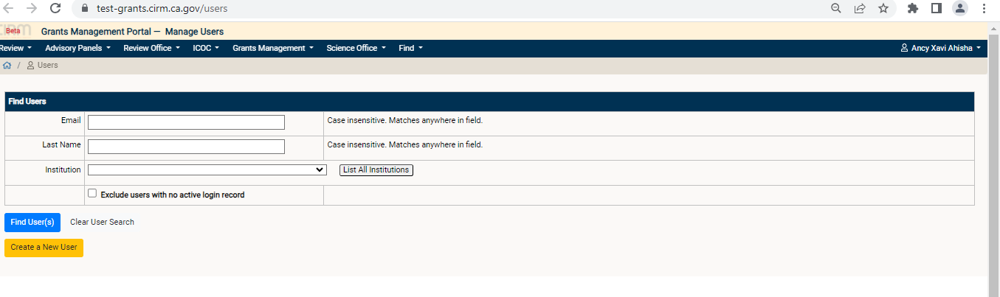 test-grants.cirm.ca.gov/users
Beta
Grants Management Portal — Manage Users
Review Advisory Panels Review Office ICOC Grants Management Science Office Find Ancy Xavi Ahisha
/ Users
Find Users
Email Case insensitive. Matches anywhere in field.
Last Name Case insensitive. Matches anywhere in field.
Institution List All Institutions
Exclude users with no active login record
Find User(s) Clear User Search
Create a New User